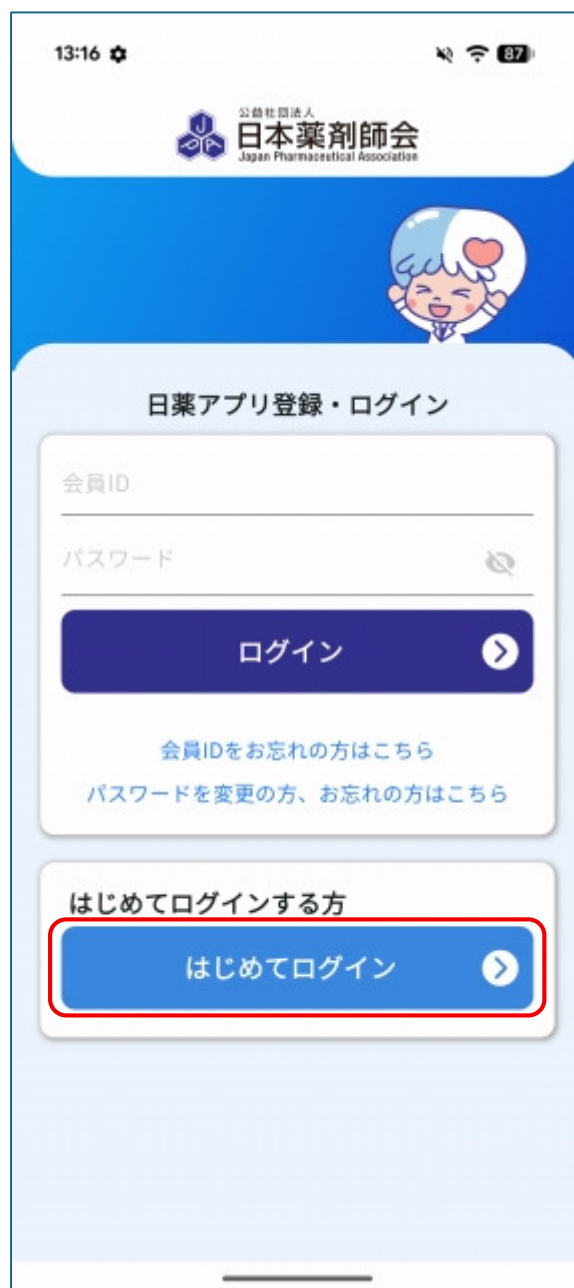 13:16
87
公益社団法人
日本薬剤師会
Japan Pharmaceutical Association
日薬アプリ登録・ログイン
会員ID
パスワード
ログイン
会員IDをお忘れの方はこちら
パスワードを変更の方、お忘れの方はこちら
はじめてログインする方
はじめてログイン